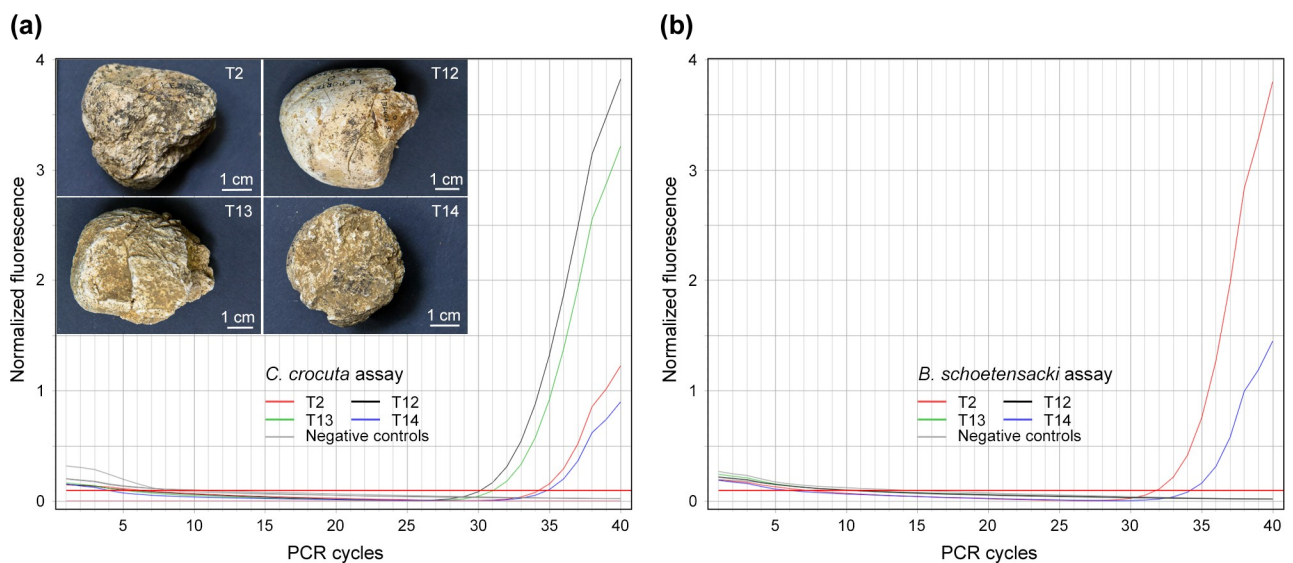 (a)
4
3
2
1
0
Normalized fluorescence
T2
1 cm
T12
LE PORTEL
1 cm
T13
1 cm
T14
1 cm
C. crocuta assay
T2 T12
T13 T14
Negative controls
5 10 15 20 25 30 35 40
PCR cycles
(b)
4
3
2
1
0
Normalized fluorescence
B. schoetensacki assay
T2 T12
T13 T14
Negative controls
5 10 15 20 25 30 35 40
PCR cycles